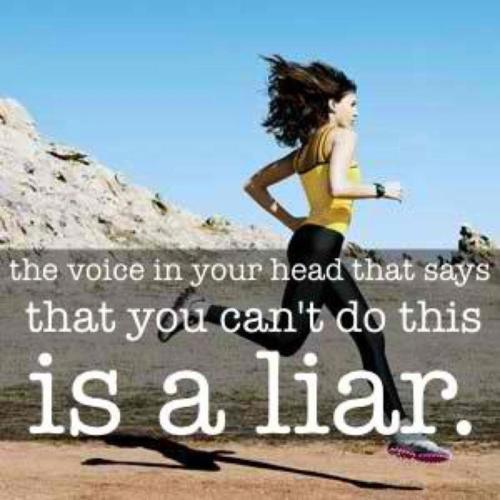 the voice in your head that says
that you can't do this
is a liar.